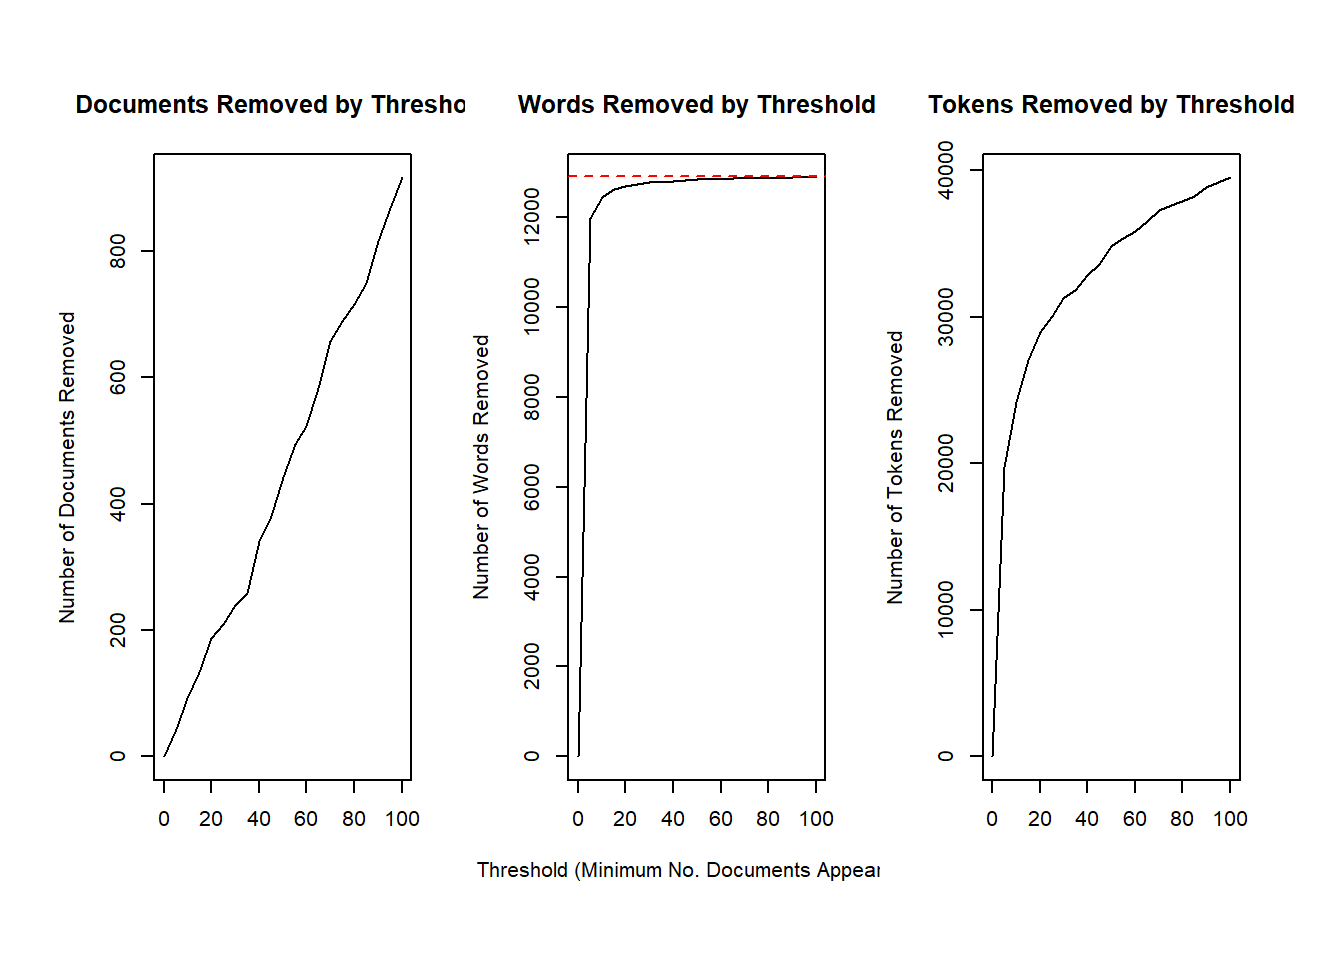 Documents Removed by Thresho
Number of Documents Removed
0
200
400
600
800
0 20 40 60 80 100
Words Removed by Threshold
Number of Words Removed
0
2000
4000
6000
8000
10000
12000
0 20 40 60 80 100
Threshold (Minimum No. Documents Appear
Tokens Removed by Threshold
Number of Tokens Removed
0
10000
20000
30000
40000
0 20 40 60 80 100